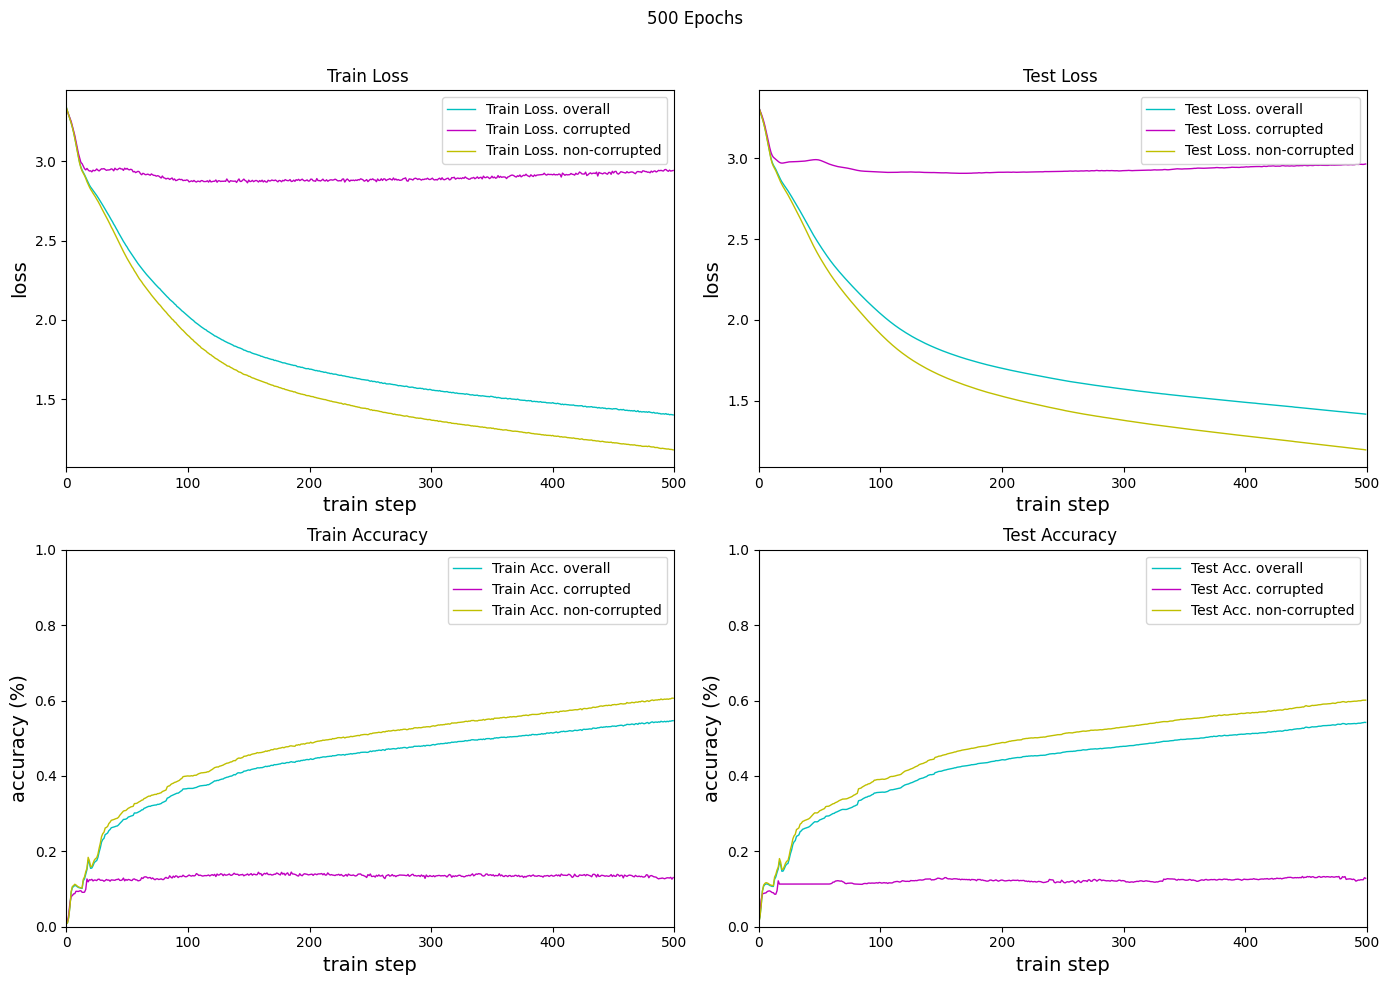 500 Epochs
Train Loss
Train Loss. overall
Train Loss. corrupted
Train Loss. non-corrupted
loss
3.0
2.5
2.0
1.5
0 100 200 300 400 500
train step
Test Loss
Test Loss. overall
Test Loss. corrupted
Test Loss. non-corrupted
loss
3.0
2.5
2.0
1.5
0 100 200 300 400 500
train step
Train Accuracy
Train Acc. overall
Train Acc. corrupted
Train Acc. non-corrupted
accuracy (%)
1.0
0.8
0.6
0.4
0.2
0.0
0 100 200 300 400 500
train step
Test Accuracy
Test Acc. overall
Test Acc. corrupted
Test Acc. non-corrupted
accuracy (%)
1.0
0.8
0.6
0.4
0.2
0.0
0 100 200 300 400 500
train step